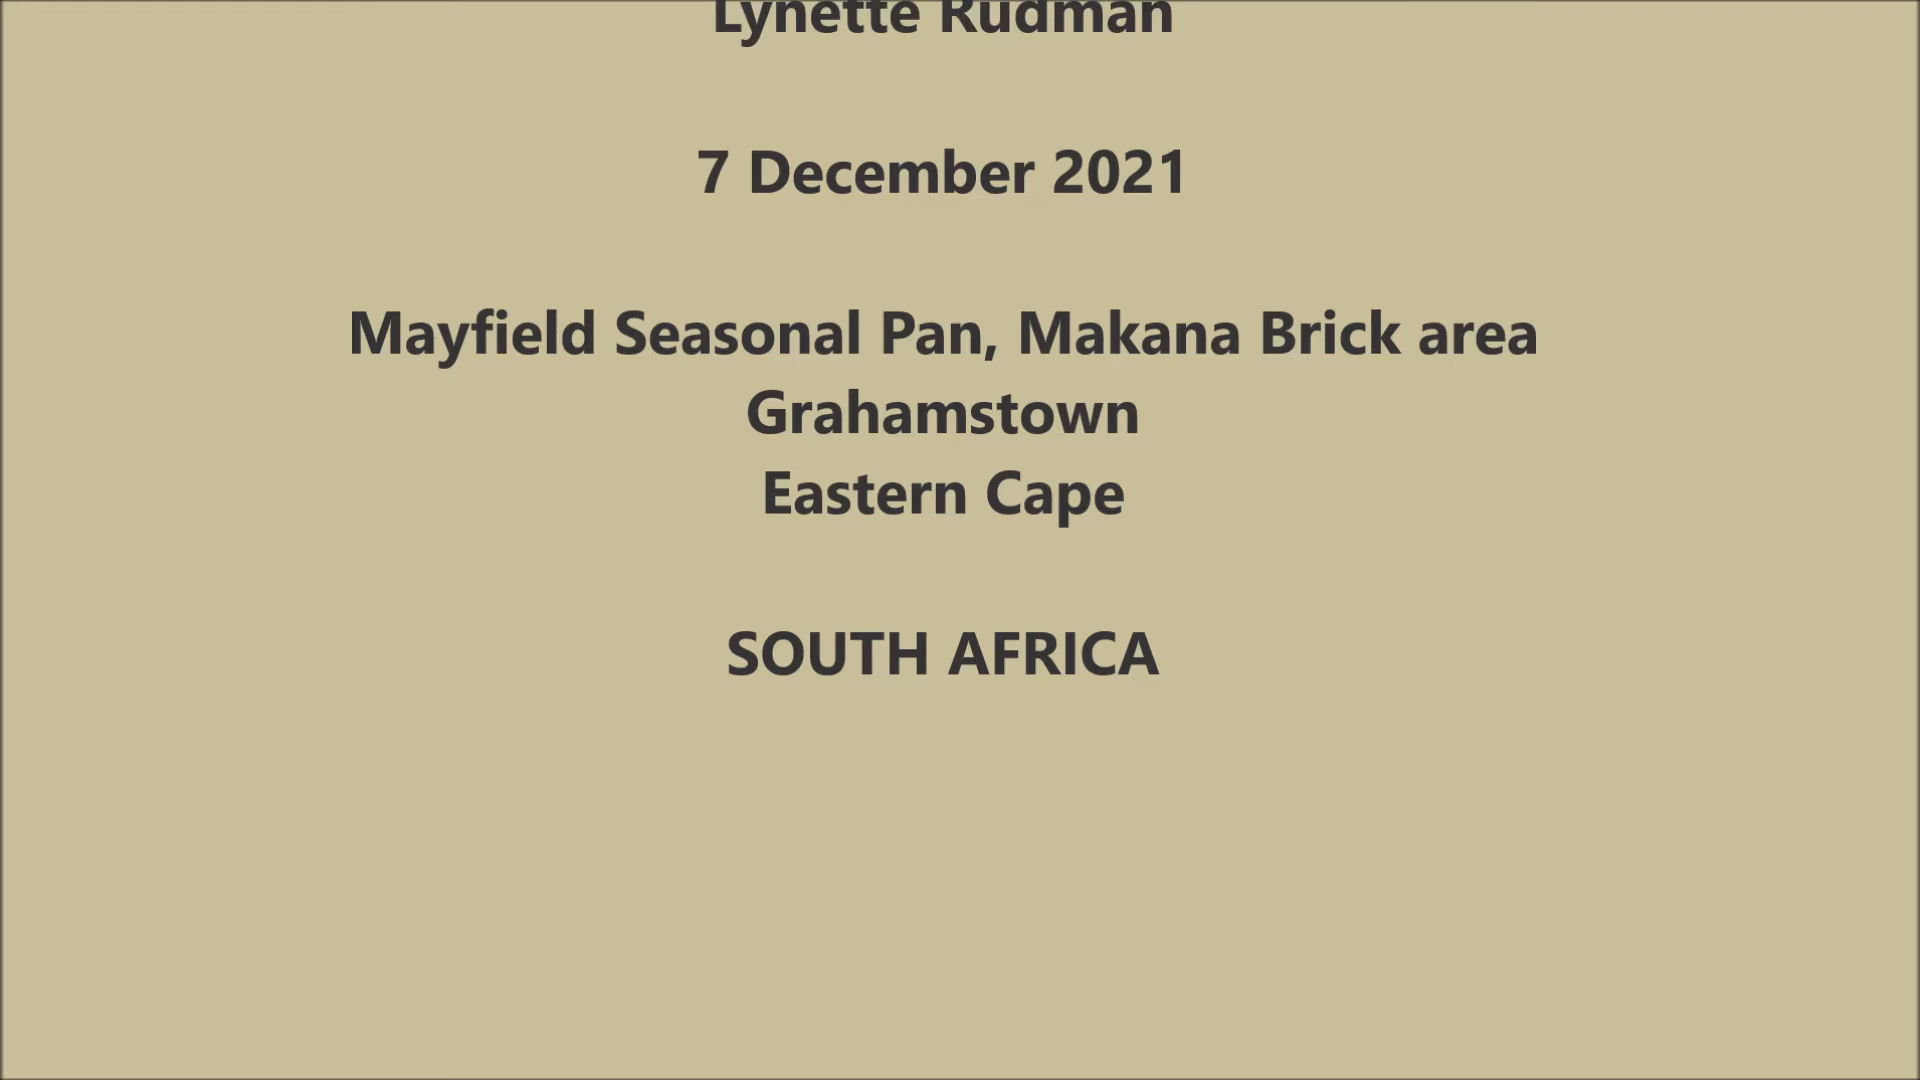 Lynette Rudman
7 December 2021
Mayfield Seasonal Pan, Makana Brick area
Grahamstown
Eastern Cape
SOUTH AFRICA